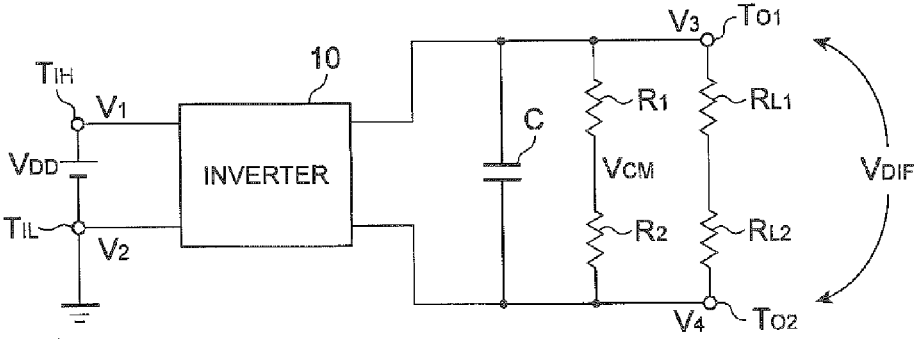 V3
TO1
10
TIH
V1
R1
RL1
C
VDD
INVERTER
VCM
VDIF
TIL
V2
R2
RL2
V4
TO2